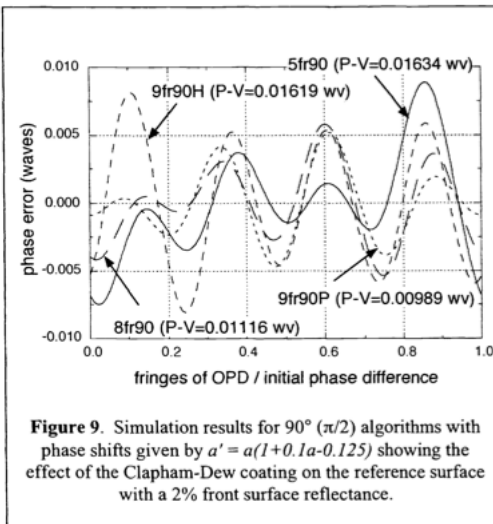 0.010
0.005
0.000
-0.005
-0.010
phase error (waves)
5fr90 (P-V=0.01634 wv)
9fr90H (P-V=0.01619 wv)
9fr90P (P-V=0.00989 wv)
8fr90 (P-V=0.01116 wv)
0.0 0.2 0.4 0.6 0.8 1.0
fringes of OPD / initial phase difference
Figure 9. Simulation results for 90° (π/2) algorithms with
phase shifts given by a' = a(1+0.1a-0.125) showing the
effect of the Clapham-Dew coating on the reference surface
with a 2% front surface reflectance.